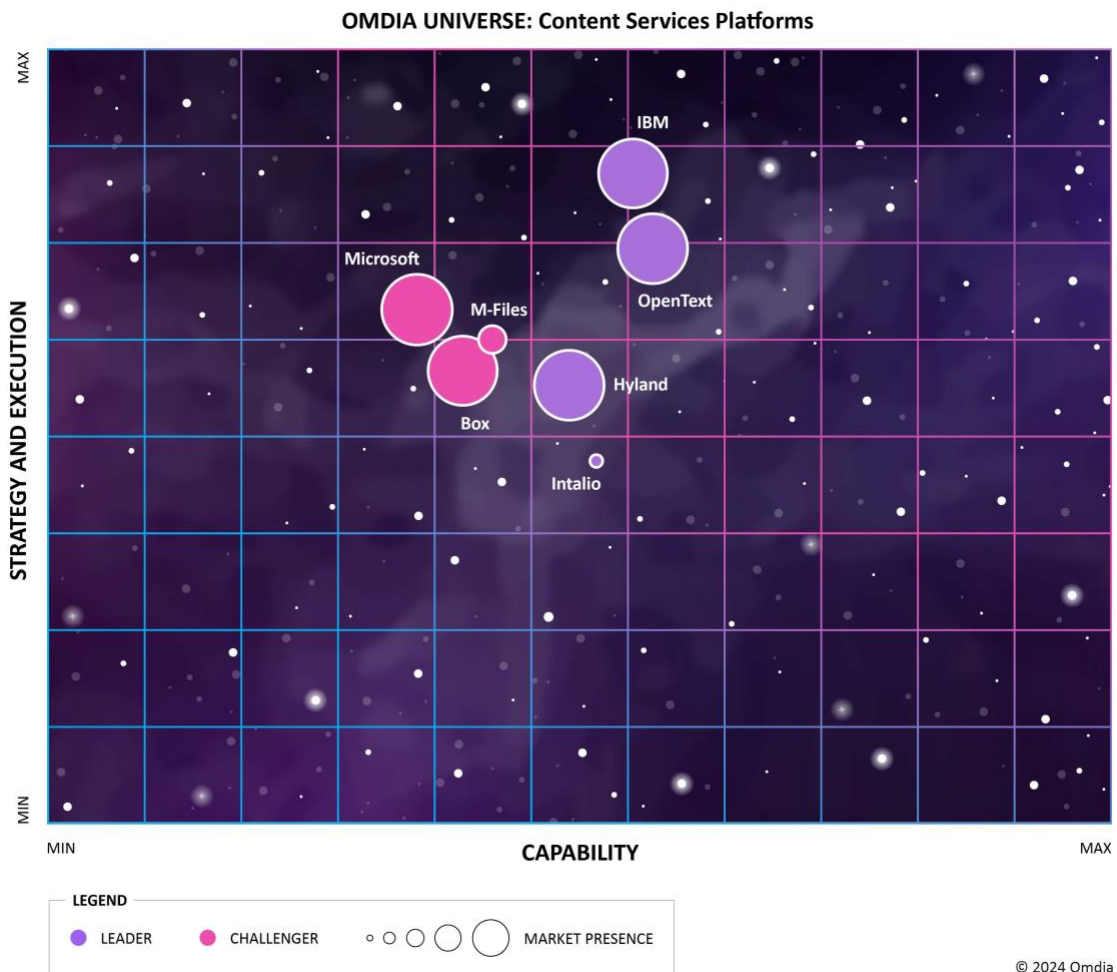 OMDIA UNIVERSE: Content Services Platforms
MAX
IBM
OpenText
Microsoft
M-Files
Box
Hyland
Intalio
STRATEGY AND EXECUTION
MIN
MIN
CAPABILITY
MAX
LEGEND
LEADER
CHALLENGER
MARKET PRESENCE
© 2024 Omdia